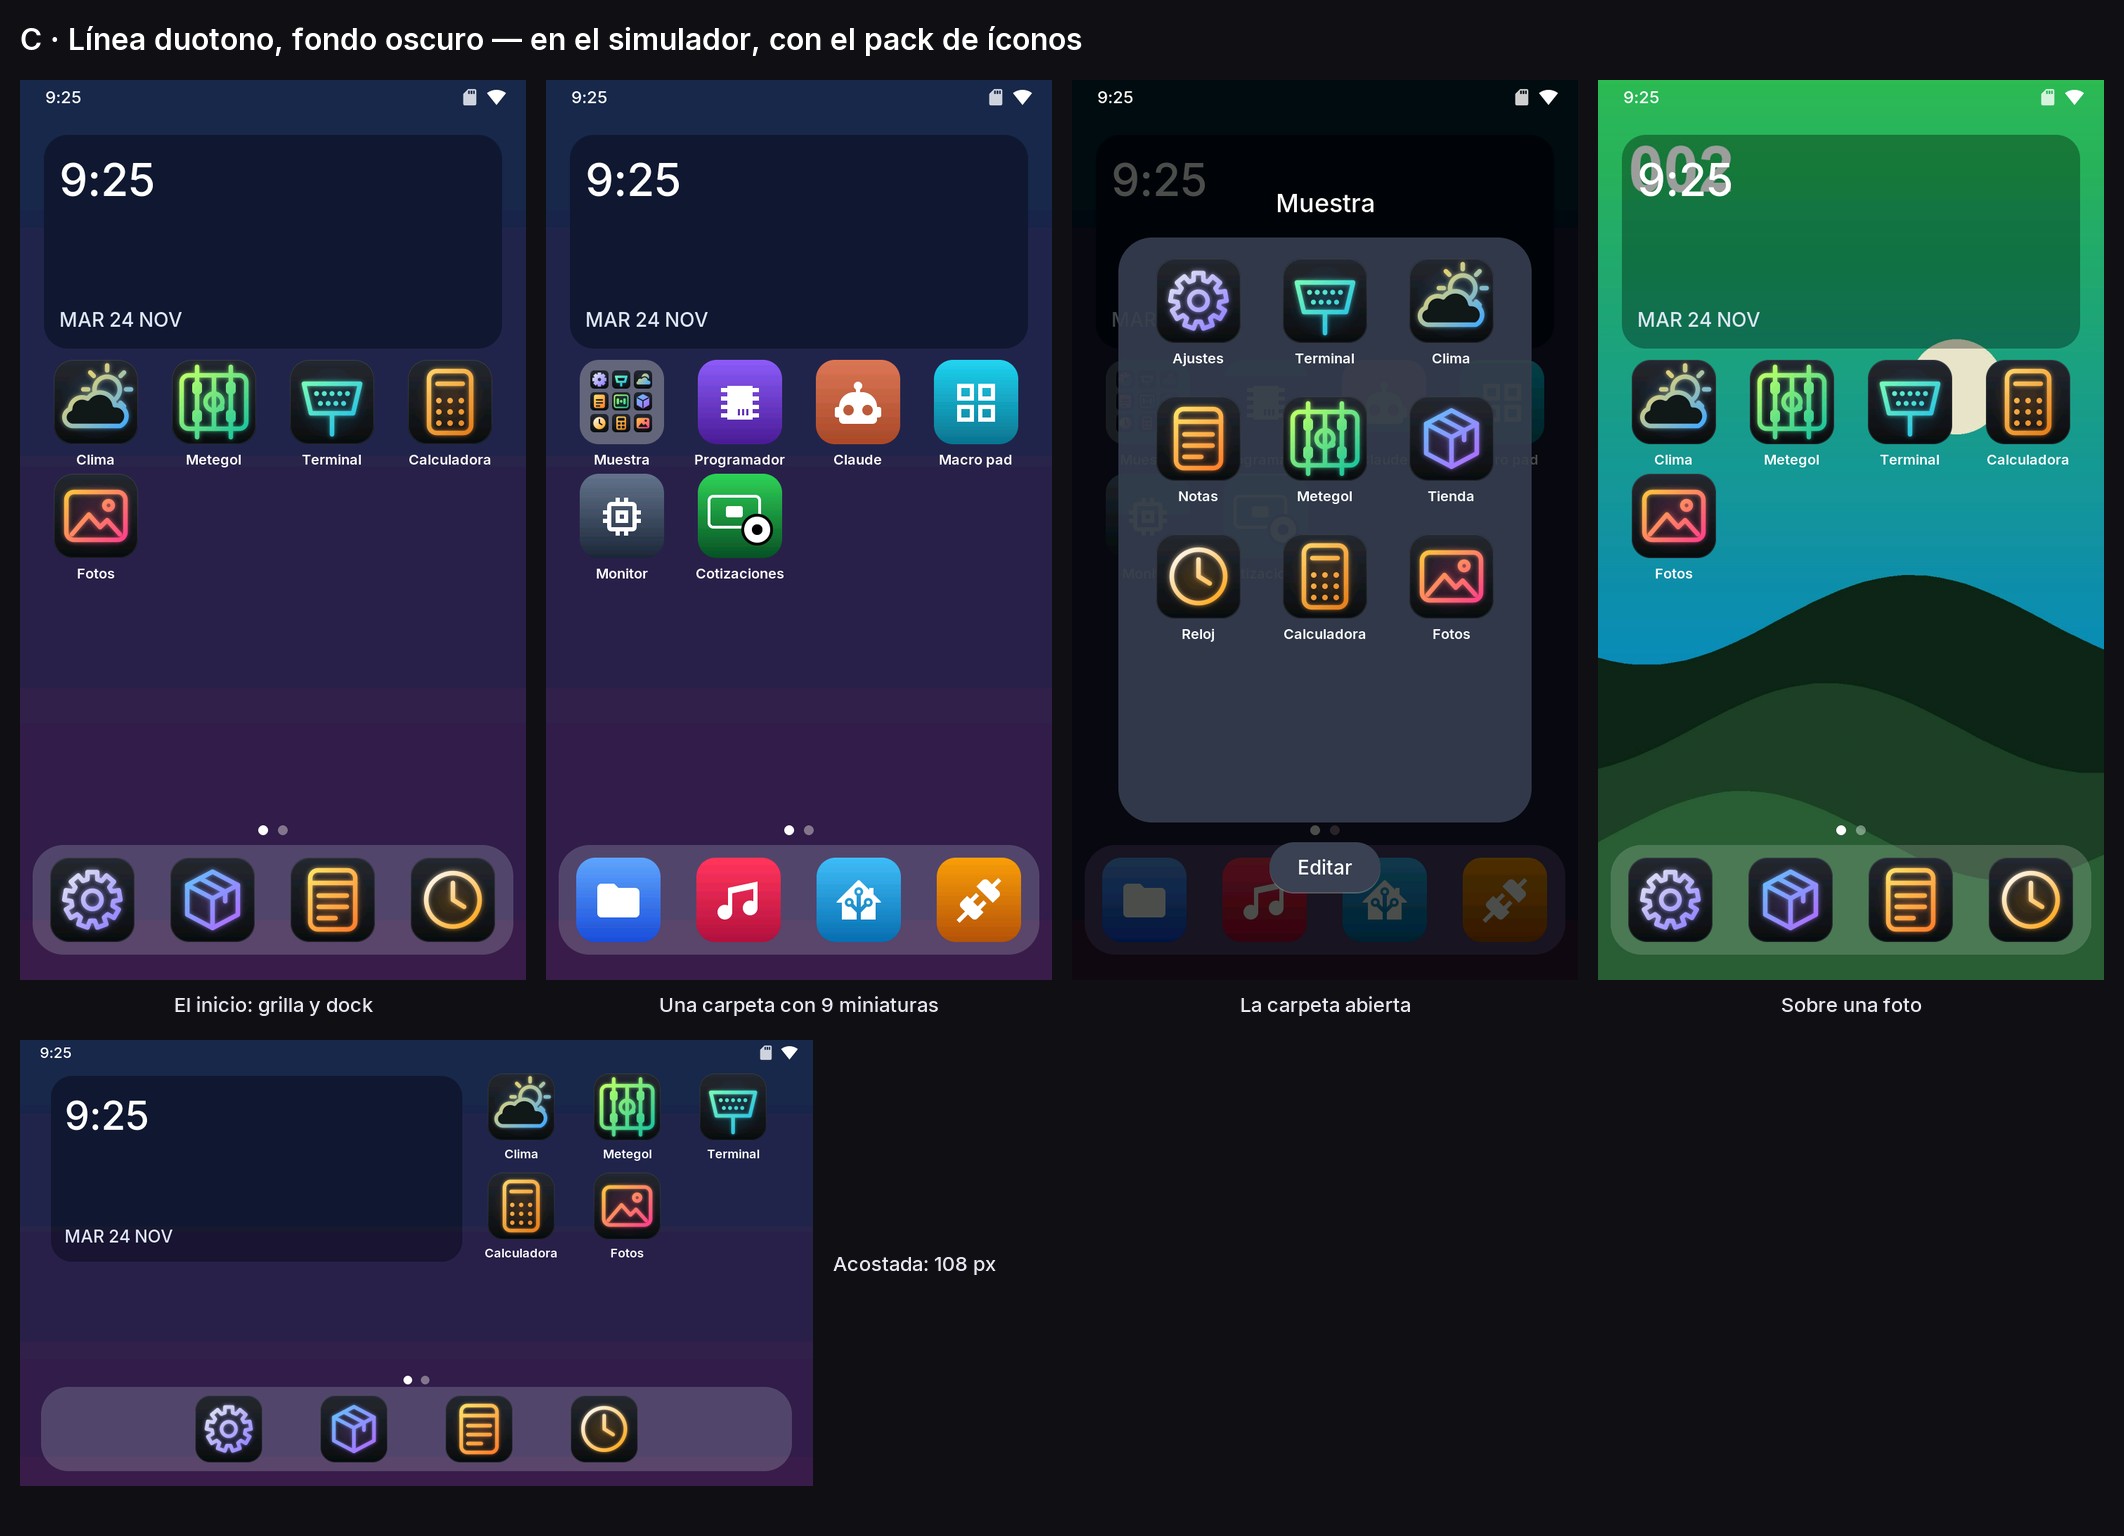 C · Línea duotono, fondo oscuro — en el simulador, con el pack de íconos
9:25
9:25
MAR 24 NOV
Clima Metegol Terminal Calculadora
Fotos
El inicio: grilla y dock
9:25
9:25
MAR 24 NOV
Muestra Programador Claude Macro pad
Monitor Cotizaciones
Una carpeta con 9 miniaturas
9:25
9:25
Muestra
Ajustes Terminal Clima
Notas Metegol Tienda
Reloj Calculadora Fotos
Editar
La carpeta abierta
9:25
002
9:25
MAR 24 NOV
Clima Metegol Terminal Calculadora
Fotos
Sobre una foto
9:25
9:25
MAR 24 NOV
Clima Metegol Terminal
Calculadora Fotos
Acostada: 108 px